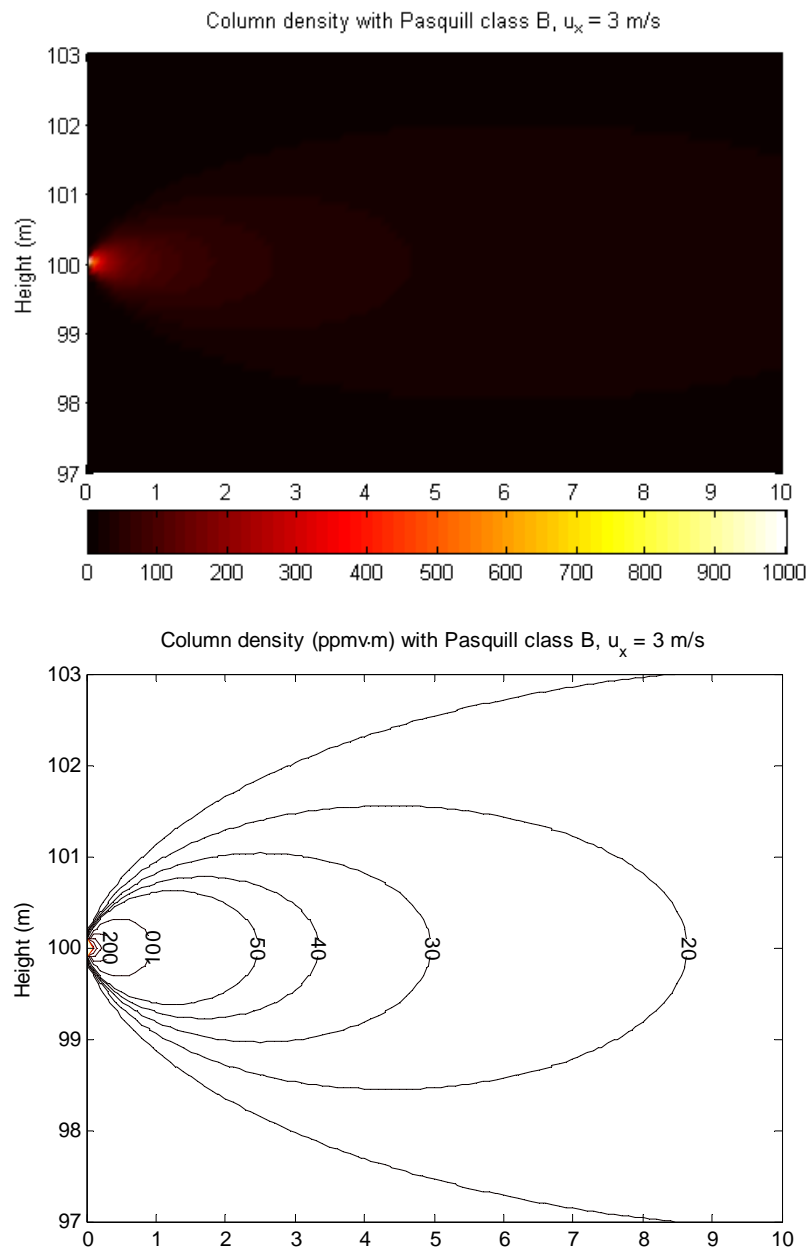 Column density with Pasquill class B, uₓ = 3 m/s
103
102
101
100
99
98
97
Height (m)
0 1 2 3 4 5 6 7 8 9 10
0 100 200 300 400 500 600 700 800 900 1000
Column density (ppmv·m) with Pasquill class B, uₓ = 3 m/s
103
102
101
100
99
98
97
Height (m)
200 100 50 40 30 20
0 1 2 3 4 5 6 7 8 9 10